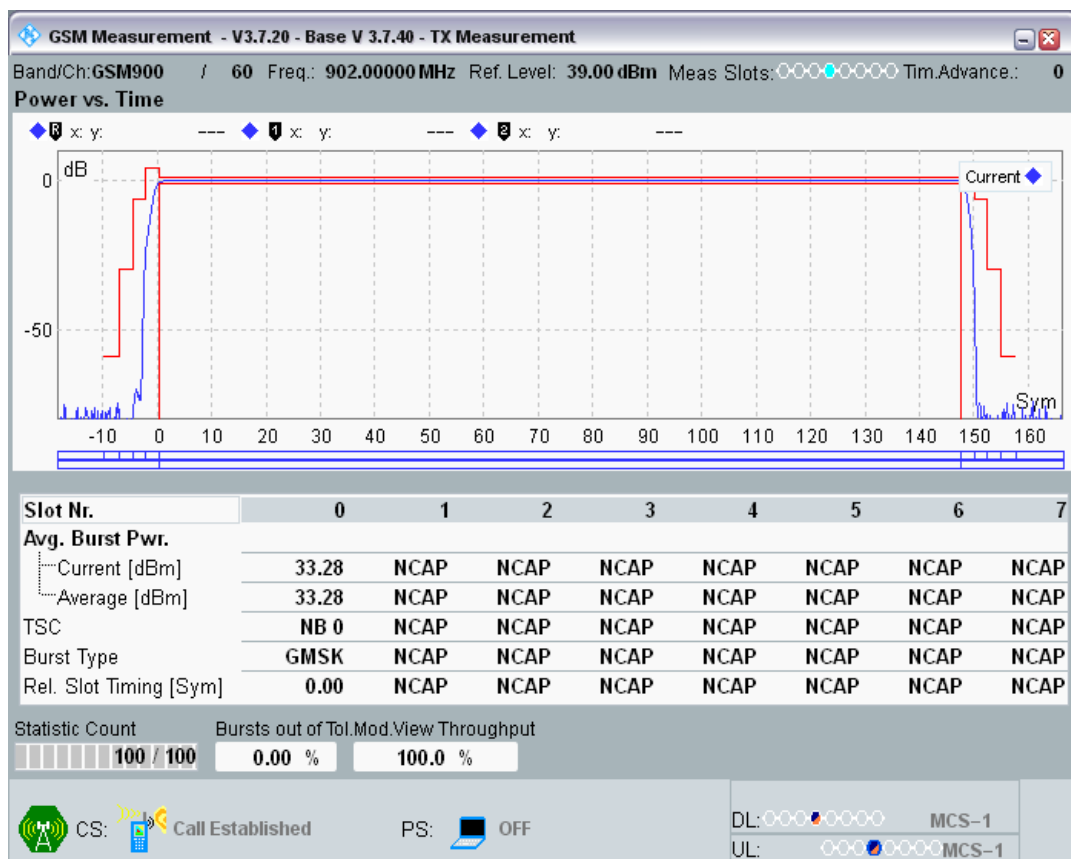 GSM Measurement - V3.7.20 - Base V 3.7.40 - TX Measurement
Band/Ch:GSM900 / 60 Freq.: 902.00000 MHz Ref. Level: 39.00 dBm Meas Slots: Tim.Advance.: 0
Power vs. Time
R x: y: --- 1 x: y: --- 2 x: y: ---
dB
Current
0
-50
Sym
-10 0 10 20 30 40 50 60 70 80 90 100 110 120 130 140 150 160
Slot Nr. 0 1 2 3 4 5 6 7
Avg. Burst Pwr.
Current [dBm] 33.28 NCAP NCAP NCAP NCAP NCAP NCAP NCAP
Average [dBm] 33.28 NCAP NCAP NCAP NCAP NCAP NCAP NCAP
TSC NB 0 NCAP NCAP NCAP NCAP NCAP NCAP NCAP
Burst Type GMSK NCAP NCAP NCAP NCAP NCAP NCAP NCAP
Rel. Slot Timing [Sym] 0.00 NCAP NCAP NCAP NCAP NCAP NCAP NCAP
Statistic Count Bursts out of Tol.Mod.View Throughput
100 / 100 0.00 % 100.0 %
CS: Call Established PS: OFF DL: MCS-1
UL: MCS-1